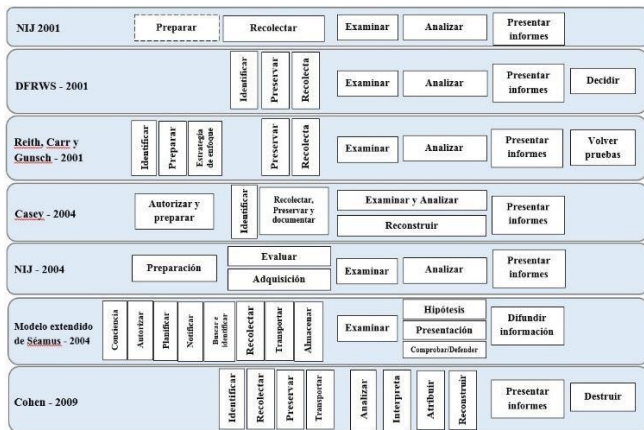 NIJ 2001
Preparar
Recolectar
Examinar
Analizar
Presentar
informes
DFRWS - 2001
Identificar
Preservar
Recolecta
Examinar
Analizar
Presentar
informes
Decidir
Reith, Carr y
Gunsch - 2001
Identificar
Preparar
Estrategia
de enfoque
Preservar
Recolecta
Examinar
Analizar
Presentar
informes
Volver
pruebas
Casey - 2004
Autorizar y
preparar
Identificar
Recolectar,
Preservar y
documentar
Examinar y Analizar
Reconstruir
Presentar
informes
NIJ - 2004
Preparación
Evaluar
Adquisición
Examinar
Analizar
Presentar
informes
Modelo extendido
de Séamus - 2004
Conciencia
Autorizar
Planificar
Notificar
Buscar e
identificar
Recolectar
Transportar
Almacenar
Examinar
Hipótesis
Presentación
Comprobar/Defender
Difundir
información
Cohen - 2009
Identificar
Recolectar
Preservar
Transportar
Analizar
Interpreta
Atribuir
Reconstruir
Presentar
informes
Destruir